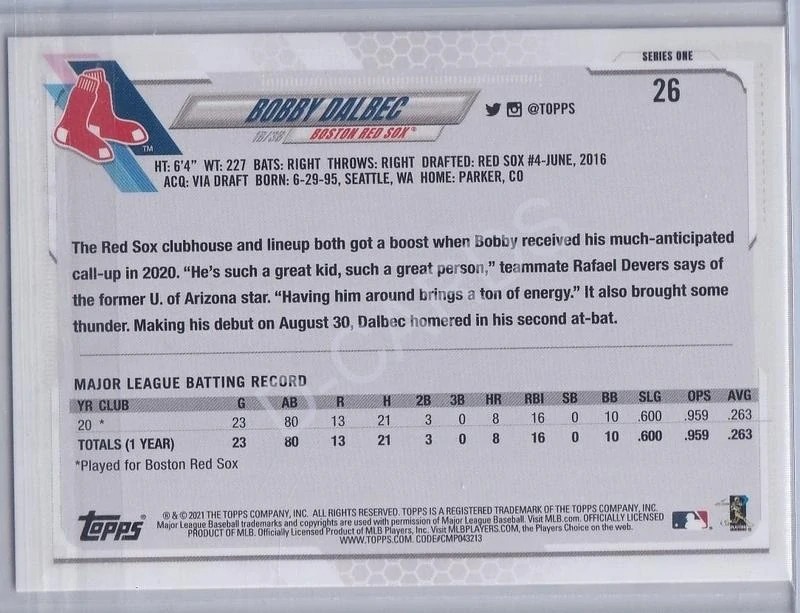 SERIES ONE
26
BOBBY DALBEC
1B/3B BOSTON RED SOX®
@TOPPS
TM
HT: 6'4" WT: 227 BATS: RIGHT THROWS: RIGHT DRAFTED: RED SOX #4-JUNE, 2016
ACQ: VIA DRAFT BORN: 6-29-95, SEATTLE, WA HOME: PARKER, CO
The Red Sox clubhouse and lineup both got a boost when Bobby received his much-anticipated
call-up in 2020. “He's such a great kid, such a great person,” teammate Rafael Devers says of
the former U. of Arizona star. “Having him around brings a ton of energy.” It also brought some
thunder. Making his debut on August 30, Dalbec homered in his second at-bat.
U-CARDS
MAJOR LEAGUE BATTING RECORD
YR CLUB G AB R H 2B 3B HR RBI SB BB SLG OPS AVG
20 * 23 80 13 21 3 0 8 16 0 10 .600 .959 .263
TOTALS (1 YEAR) 23 80 13 21 3 0 8 16 0 10 .600 .959 .263
*Played for Boston Red Sox
topps®
® & © 2021 THE TOPPS COMPANY, INC. ALL RIGHTS RESERVED. TOPPS IS A REGISTERED TRADEMARK OF THE TOPPS COMPANY, INC.
Major League Baseball trademarks and copyrights are used with permission of Major League Baseball. Visit MLB.com. OFFICIALLY LICENSED
PRODUCT OF MLB Players, Inc. Officially Licensed Product of MLB Players, Inc. Visit MLBPLAYERS.COM, the Players Choice on the web.
WWW.TOPPS.COM. CODE#CMP043213